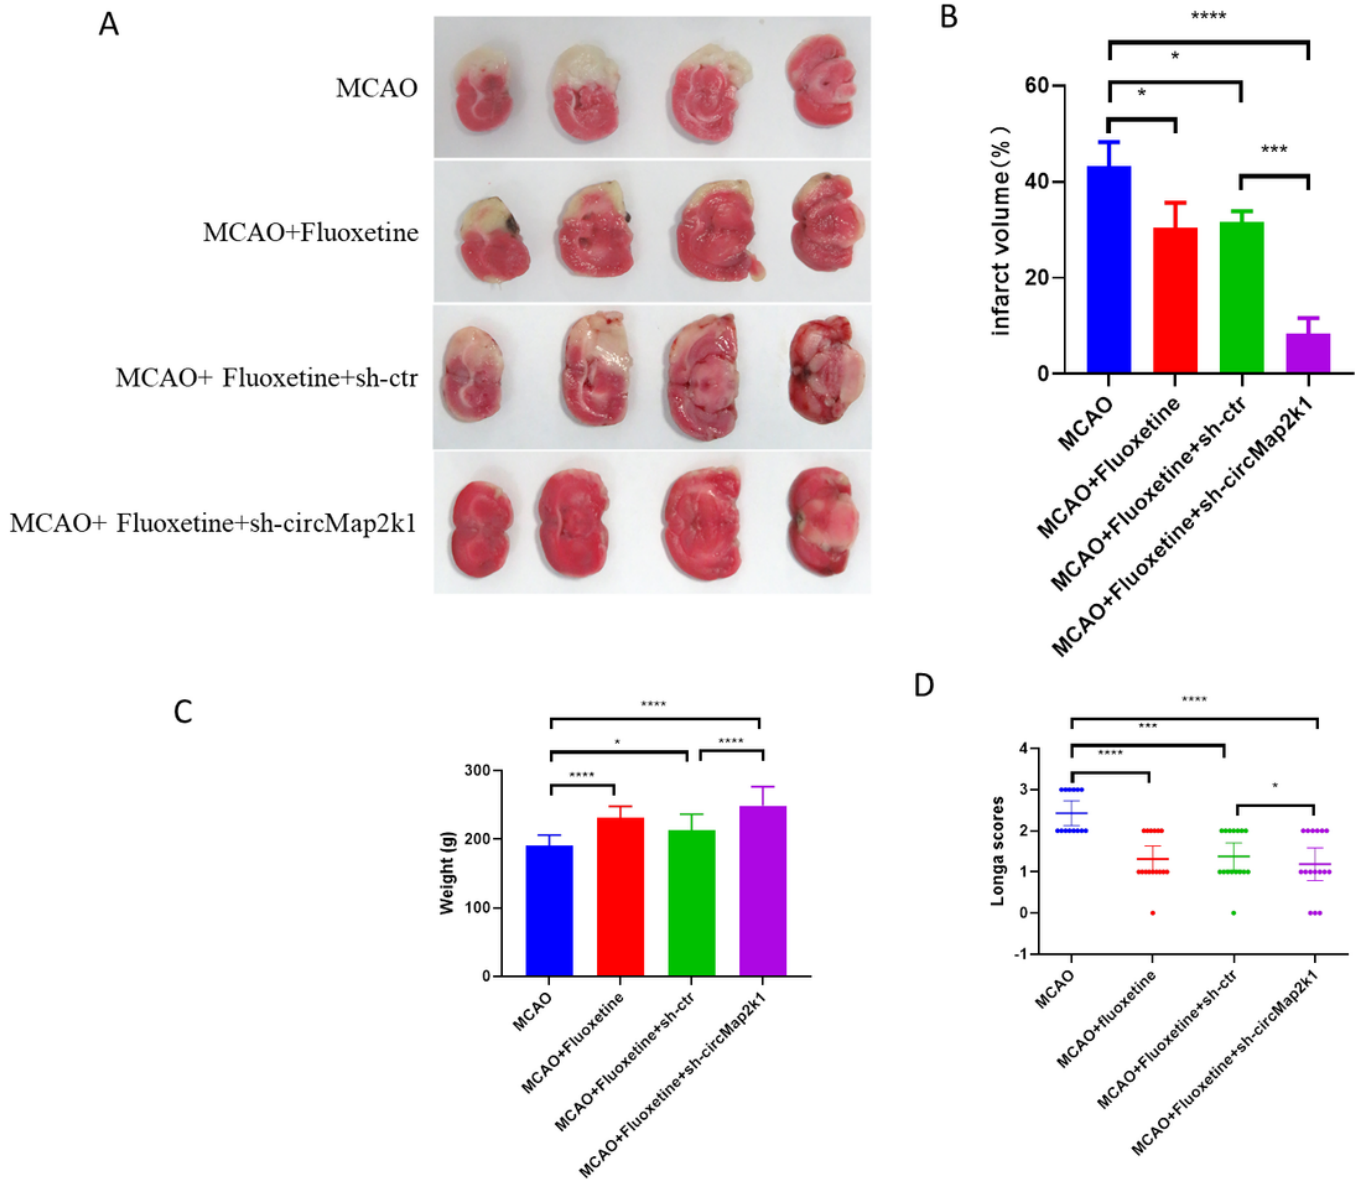 A
MCAO
MCAO+Fluoxetine
MCAO+ Fluoxetine+sh-ctr
MCAO+ Fluoxetine+sh-circMap2k1
B
****
*
*
***
infarct volume(%)
60
40
20
0
MCAO
MCAO+Fluoxetine
MCAO+Fluoxetine+sh-ctr
MCAO+Fluoxetine+sh-circMap2k1
C
****
*
****
****
Weight (g)
300
200
100
0
MCAO
MCAO+Fluoxetine
MCAO+Fluoxetine+sh-ctr
MCAO+Fluoxetine+sh-circMap2k1
D
****
***
****
*
Longa scores
4
3
2
1
0
-1
MCAO
MCAO+fluoxetine
MCAO+Fluoxetine+sh-ctr
MCAO+Fluoxetine+sh-circMap2k1